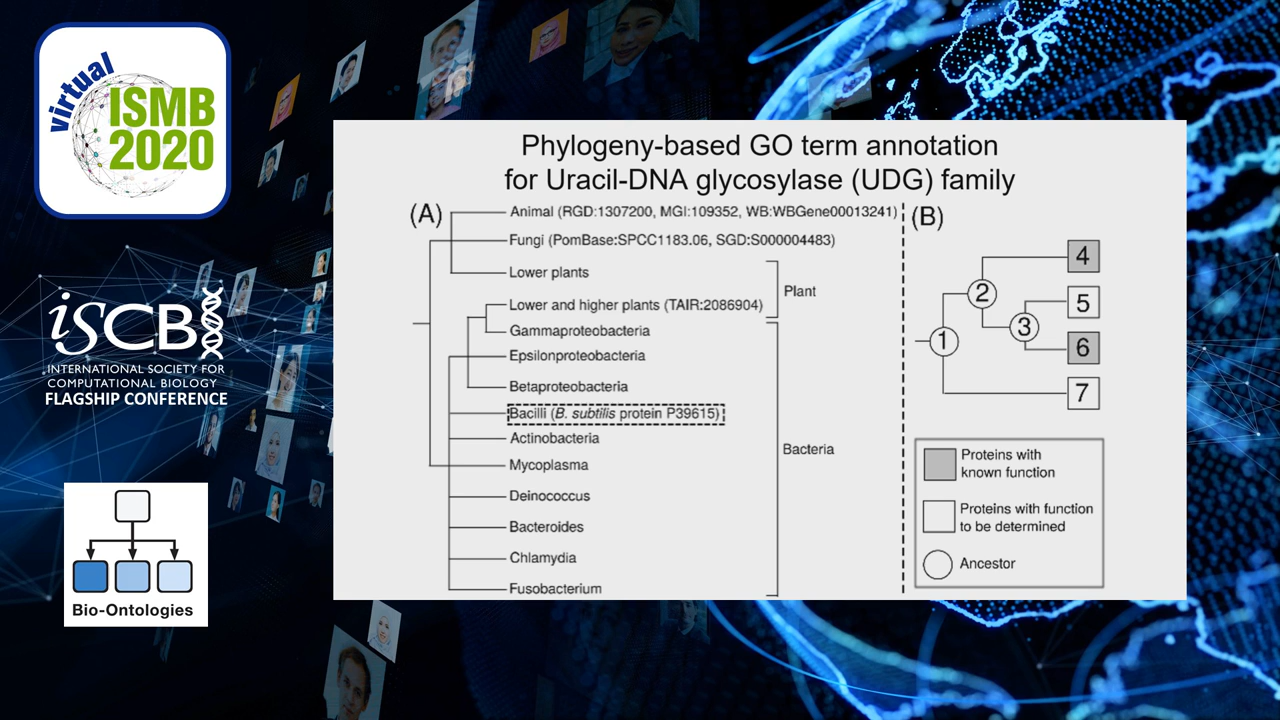 virtual
ISMB
2020
iSCB
INTERNATIONAL SOCIETY FOR
COMPUTATIONAL BIOLOGY
FLAGSHIP CONFERENCE
Bio-Ontologies
Phylogeny-based GO term annotation
for Uracil-DNA glycosylase (UDG) family
(A)
Animal (RGD:1307200, MGI:109352, WB:WBGene00013241)
Fungi (PomBase:SPCC1183.06, SGD:S000004483)
Lower plants
Plant
Lower and higher plants (TAIR:2086904)
Gammaproteobacteria
Epsilonproteobacteria
Betaproteobacteria
Bacilli (B. subtilis protein P39615)
Actinobacteria
Bacteria
Mycoplasma
Deinococcus
Bacteroides
Chlamydia
Fusobacterium
(B)
4
2
5
3
1
6
7
Proteins with
known function
Proteins with function
to be determined
Ancestor